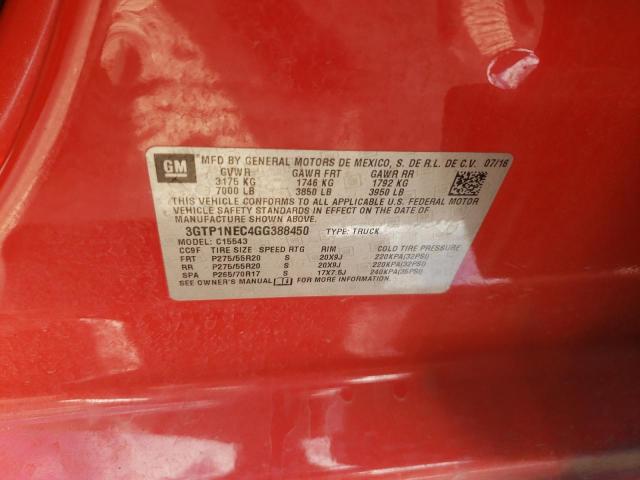 GM
MFD BY GENERAL MOTORS DE MEXICO, S. DE R.L. DE C.V. 07/16
GVWR GAWR FRT GAWR RR
3175 KG 1746 KG 1792 KG
7000 LB 3850 LB 3950 LB
THIS VEHICLE CONFORMS TO ALL APPLICABLE U.S. FEDERAL MOTOR
VEHICLE SAFETY STANDARDS IN EFFECT ON THE DATE OF
MANUFACTURE SHOWN ABOVE.
3GTP1NEC4GG388450 TYPE: TRUCK
MODEL: C15543
CC9F TIRE SIZE SPEED RTG RIM COLD TIRE PRESSURE
FRT P275/55R20 S 20X9J 220KPA(32PSI)
RR P275/55R20 S 20X9J 220KPA(32PSI)
SPA P265/70R17 S 17X7.5J 240KPA(35PSI)
SEE OWNER'S MANUAL FOR MORE INFORMATION.